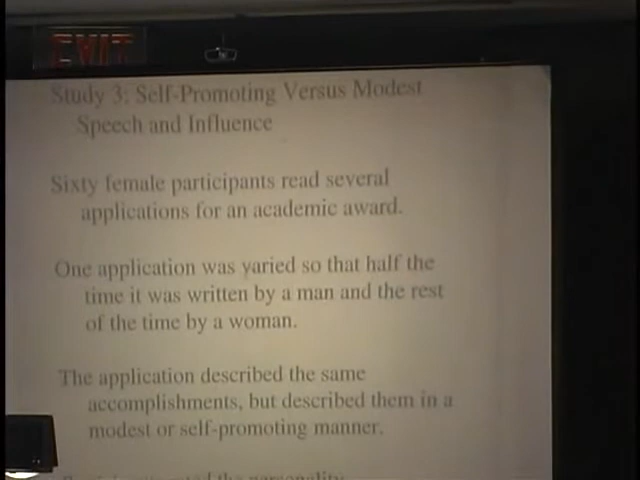 EXIT
Study 3: Self-Promoting Versus Modest
Speech and Influence
Sixty female participants read several
applications for an academic award.
One application was varied so that half the
time it was written by a man and the rest
of the time by a woman.
The application described the same
accomplishments, but described them in a
modest or self-promoting manner.
the personality